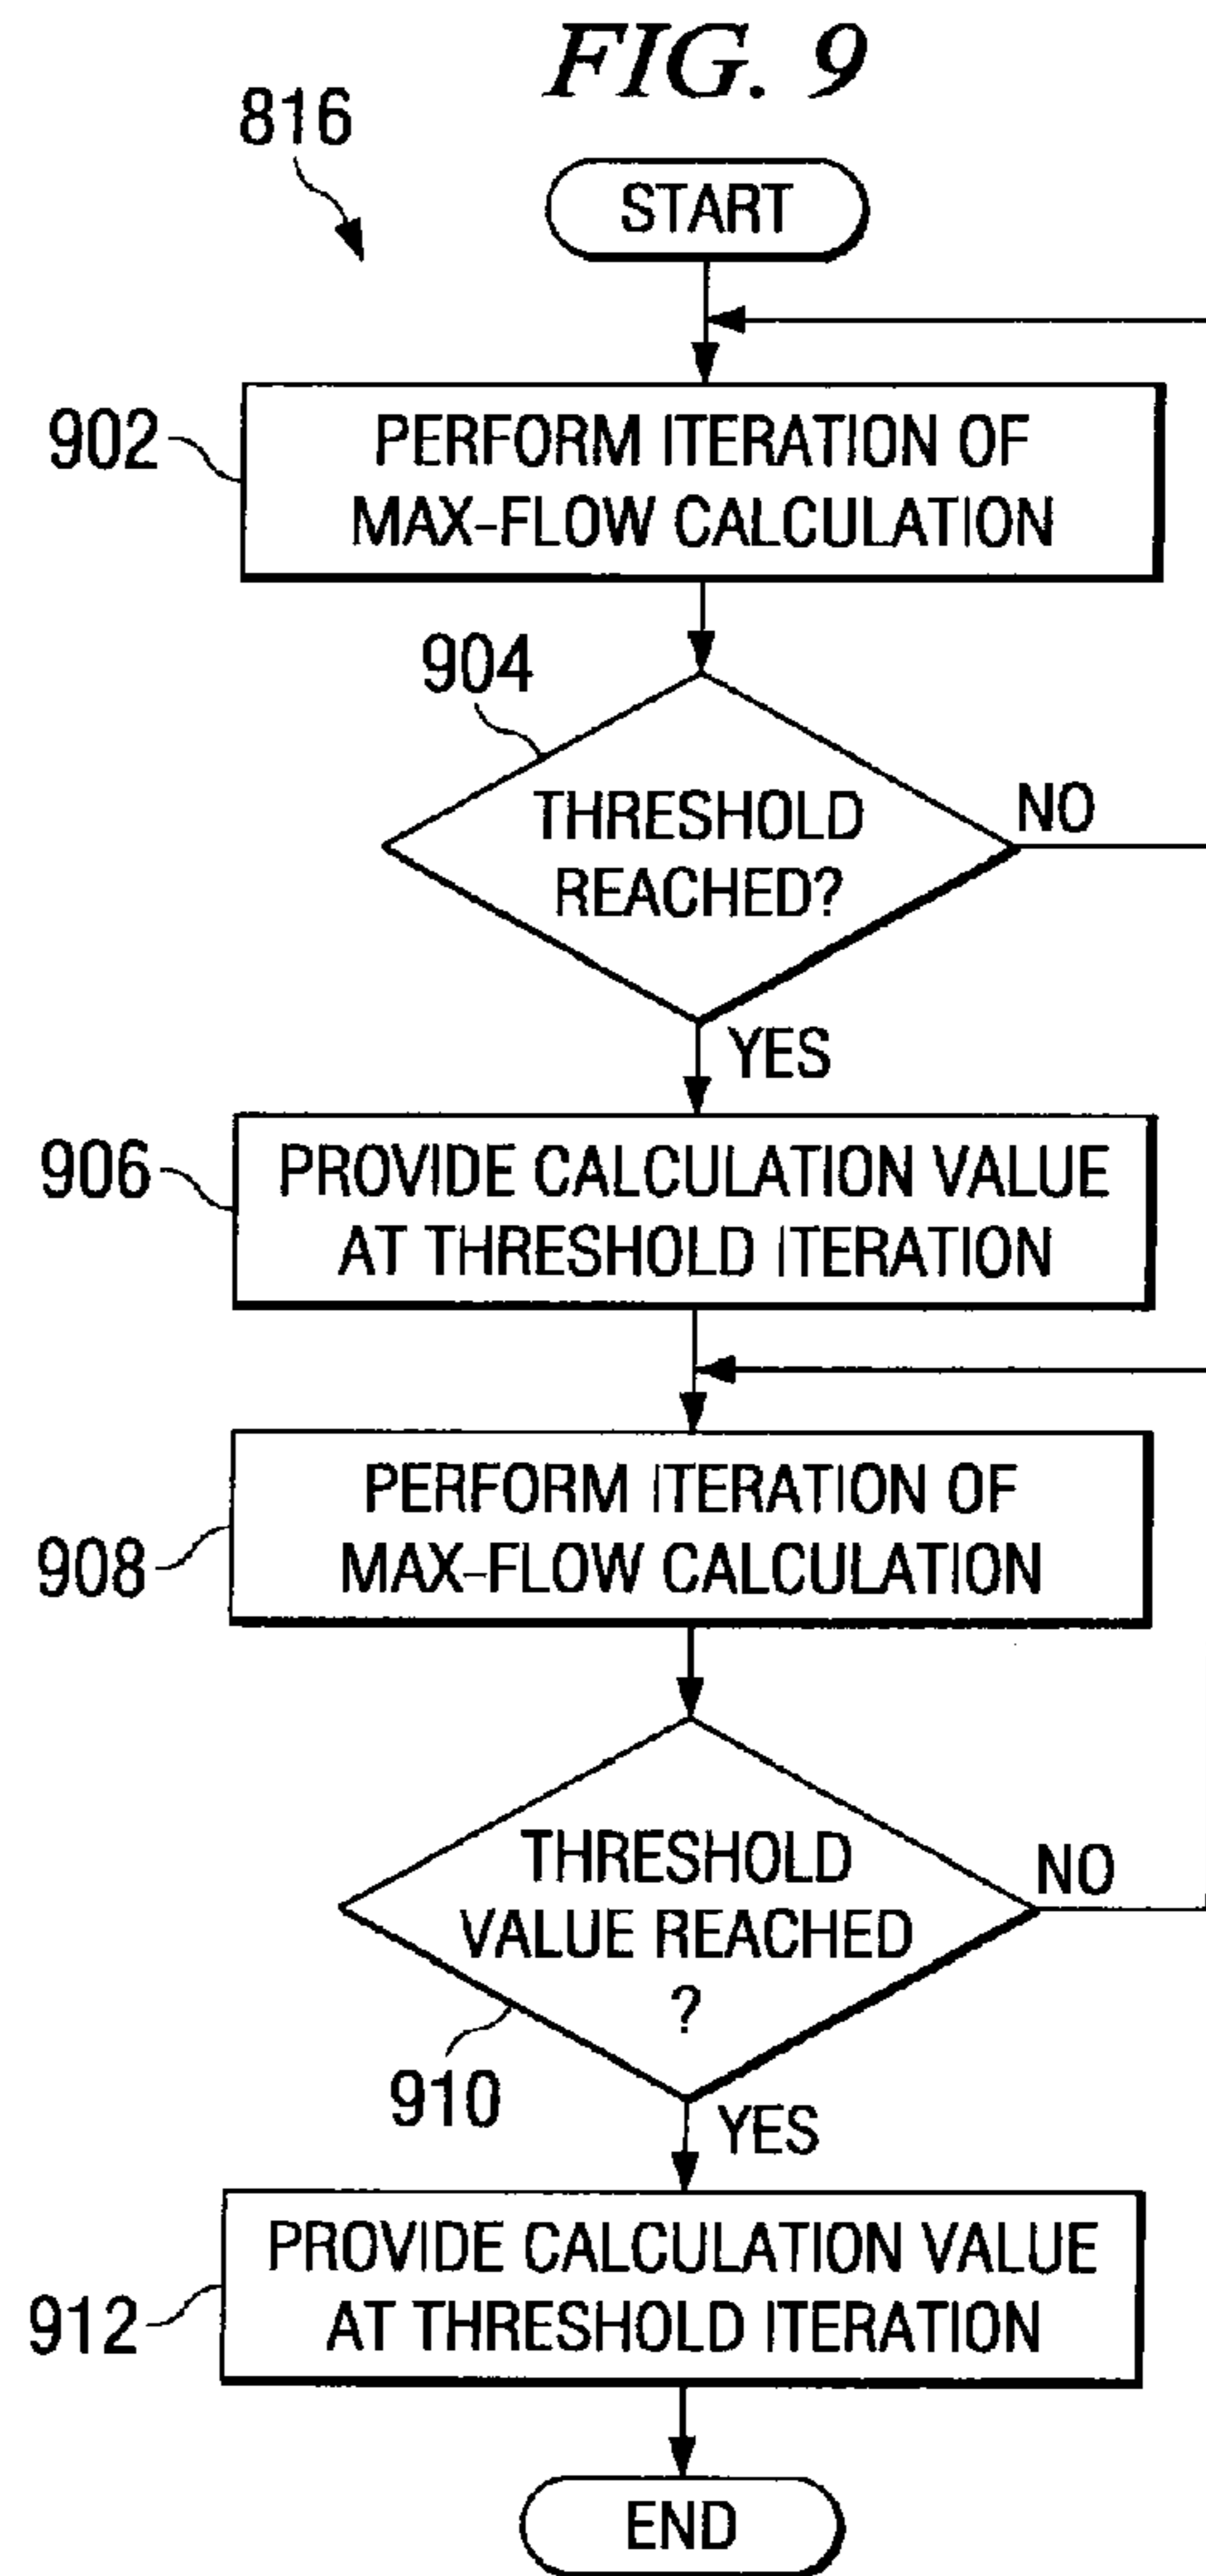 FIG. 9
816
START
902
PERFORM ITERATION OF
MAX-FLOW CALCULATION
904
THRESHOLD
REACHED?
NO
YES
906
PROVIDE CALCULATION VALUE
AT THRESHOLD ITERATION
908
PERFORM ITERATION OF
MAX-FLOW CALCULATION
THRESHOLD
VALUE REACHED
?
NO
910
YES
912
PROVIDE CALCULATION VALUE
AT THRESHOLD ITERATION
END